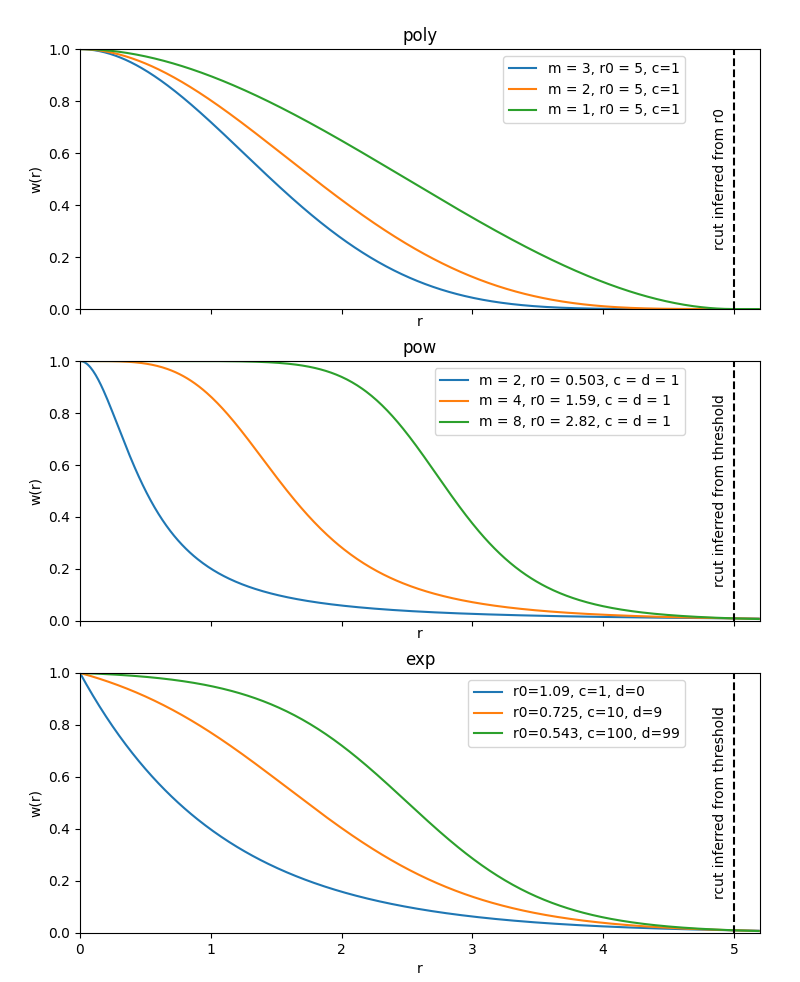 poly
1.0
0.8
0.6
0.4
0.2
0.0
w(r)
m = 3, r0 = 5, c=1
m = 2, r0 = 5, c=1
m = 1, r0 = 5, c=1
rcut inferred from r0
r
pow
1.0
0.8
0.6
0.4
0.2
0.0
w(r)
m = 2, r0 = 0.503, c = d = 1
m = 4, r0 = 1.59, c = d = 1
m = 8, r0 = 2.82, c = d = 1
rcut inferred from threshold
r
exp
1.0
0.8
0.6
0.4
0.2
0.0
w(r)
r0=1.09, c=1, d=0
r0=0.725, c=10, d=9
r0=0.543, c=100, d=99
rcut inferred from threshold
0 1 2 3 4 5
r